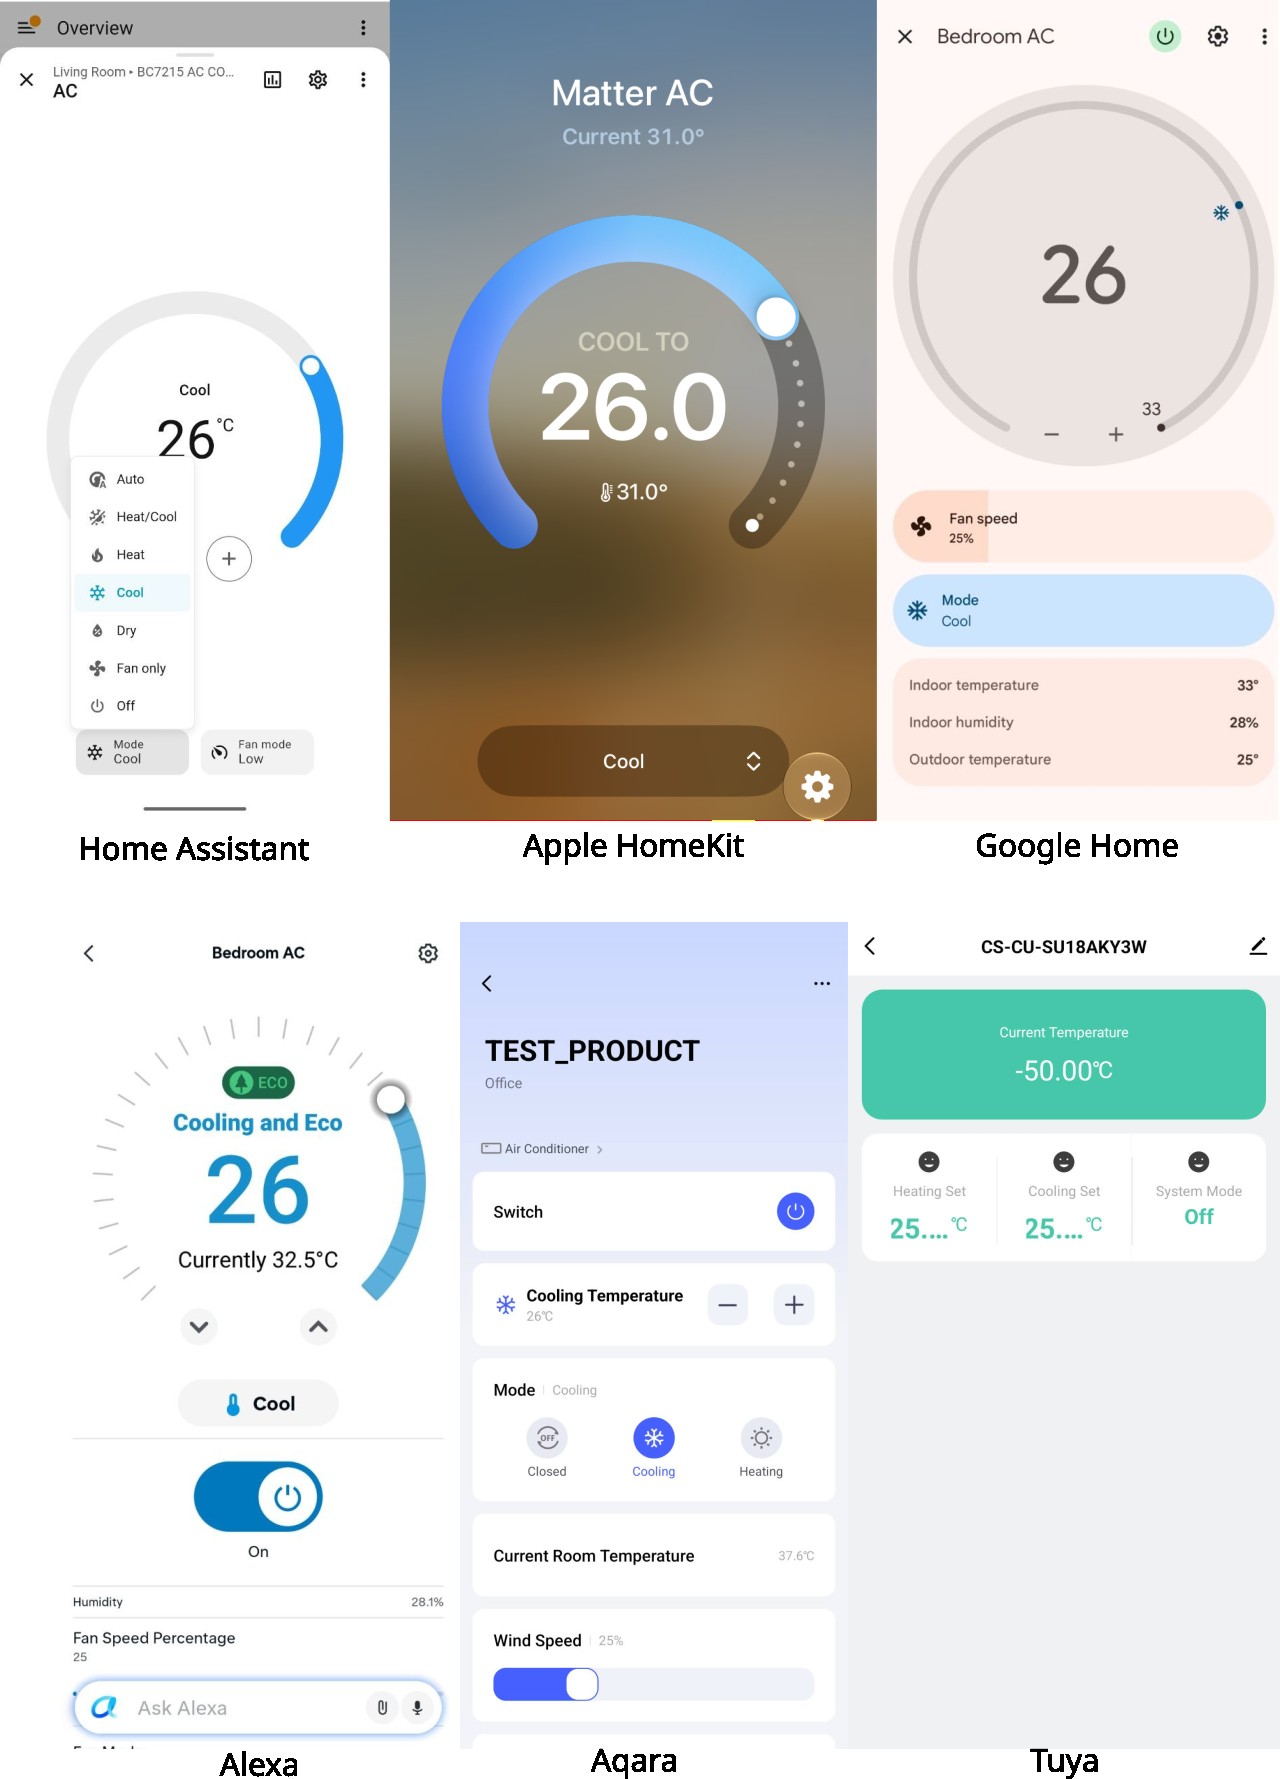 Overview
Living Room ▸ BC7215 AC CO...
AC
Cool
26 °C
Auto
Heat/Cool
Heat
Cool
Dry
Fan only
Off
Mode
Cool
Fan mode
Low
Home Assistant
Matter AC
Current 31.0°
COOL TO
26.0
31.0°
Cool
Apple HomeKit
Bedroom AC
26
33
Fan speed
25%
Mode
Cool
Indoor temperature 33°
Indoor humidity 28%
Outdoor temperature 25°
Google Home
Bedroom AC
ECO
Cooling and Eco
26
Currently 32.5°C
Cool
On
Humidity 28.1%
Fan Speed Percentage
25
Ask Alexa
Alexa
TEST_PRODUCT
Office
Air Conditioner >
Switch
Cooling Temperature
26°C
Mode | Cooling
OFF
Closed
Cooling
Heating
Current Room Temperature 37.6°C
Wind Speed | 25%
Aqara
CS-CU-SU18AKY3W
Current Temperature
-50.00°C
Heating Set
25.... °C
Cooling Set
25.... °C
System Mode
Off
Tuya